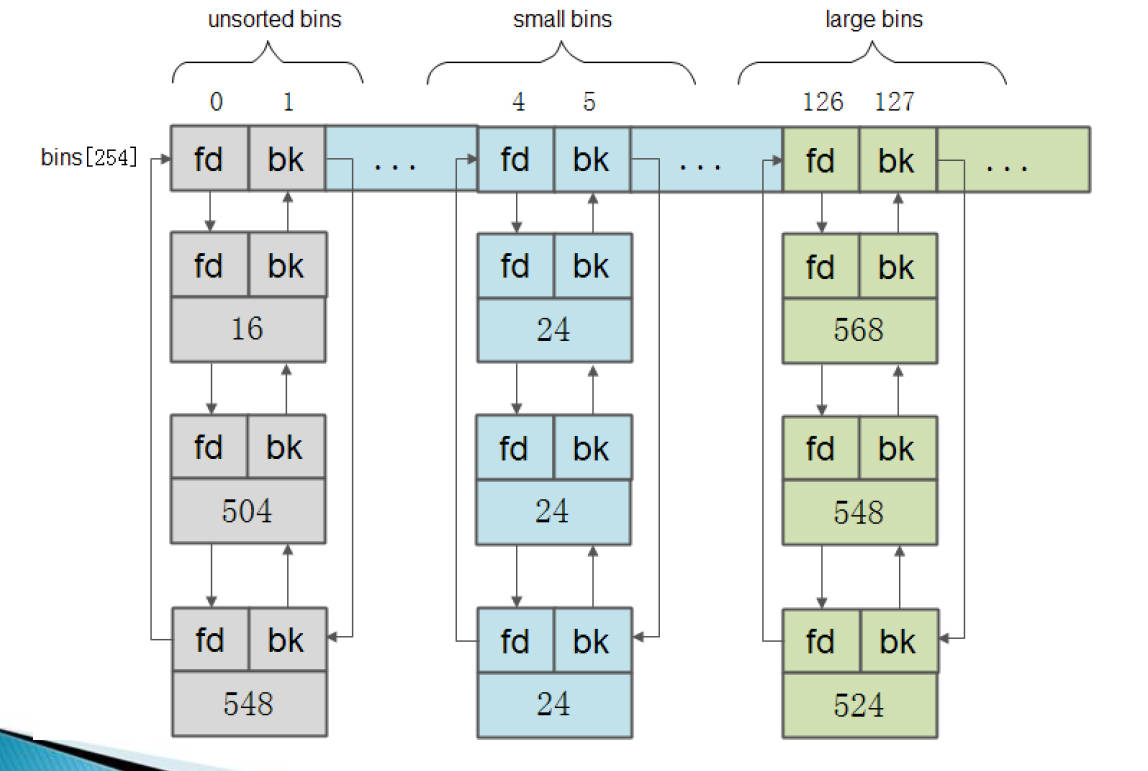 unsorted bins small bins large bins
0 1 4 5 126 127
bins[254] fd bk ... fd bk ... fd bk ...
fd bk fd bk fd bk
16 24 568
fd bk fd bk fd bk
504 24 548
fd bk fd bk fd bk
548 24 524